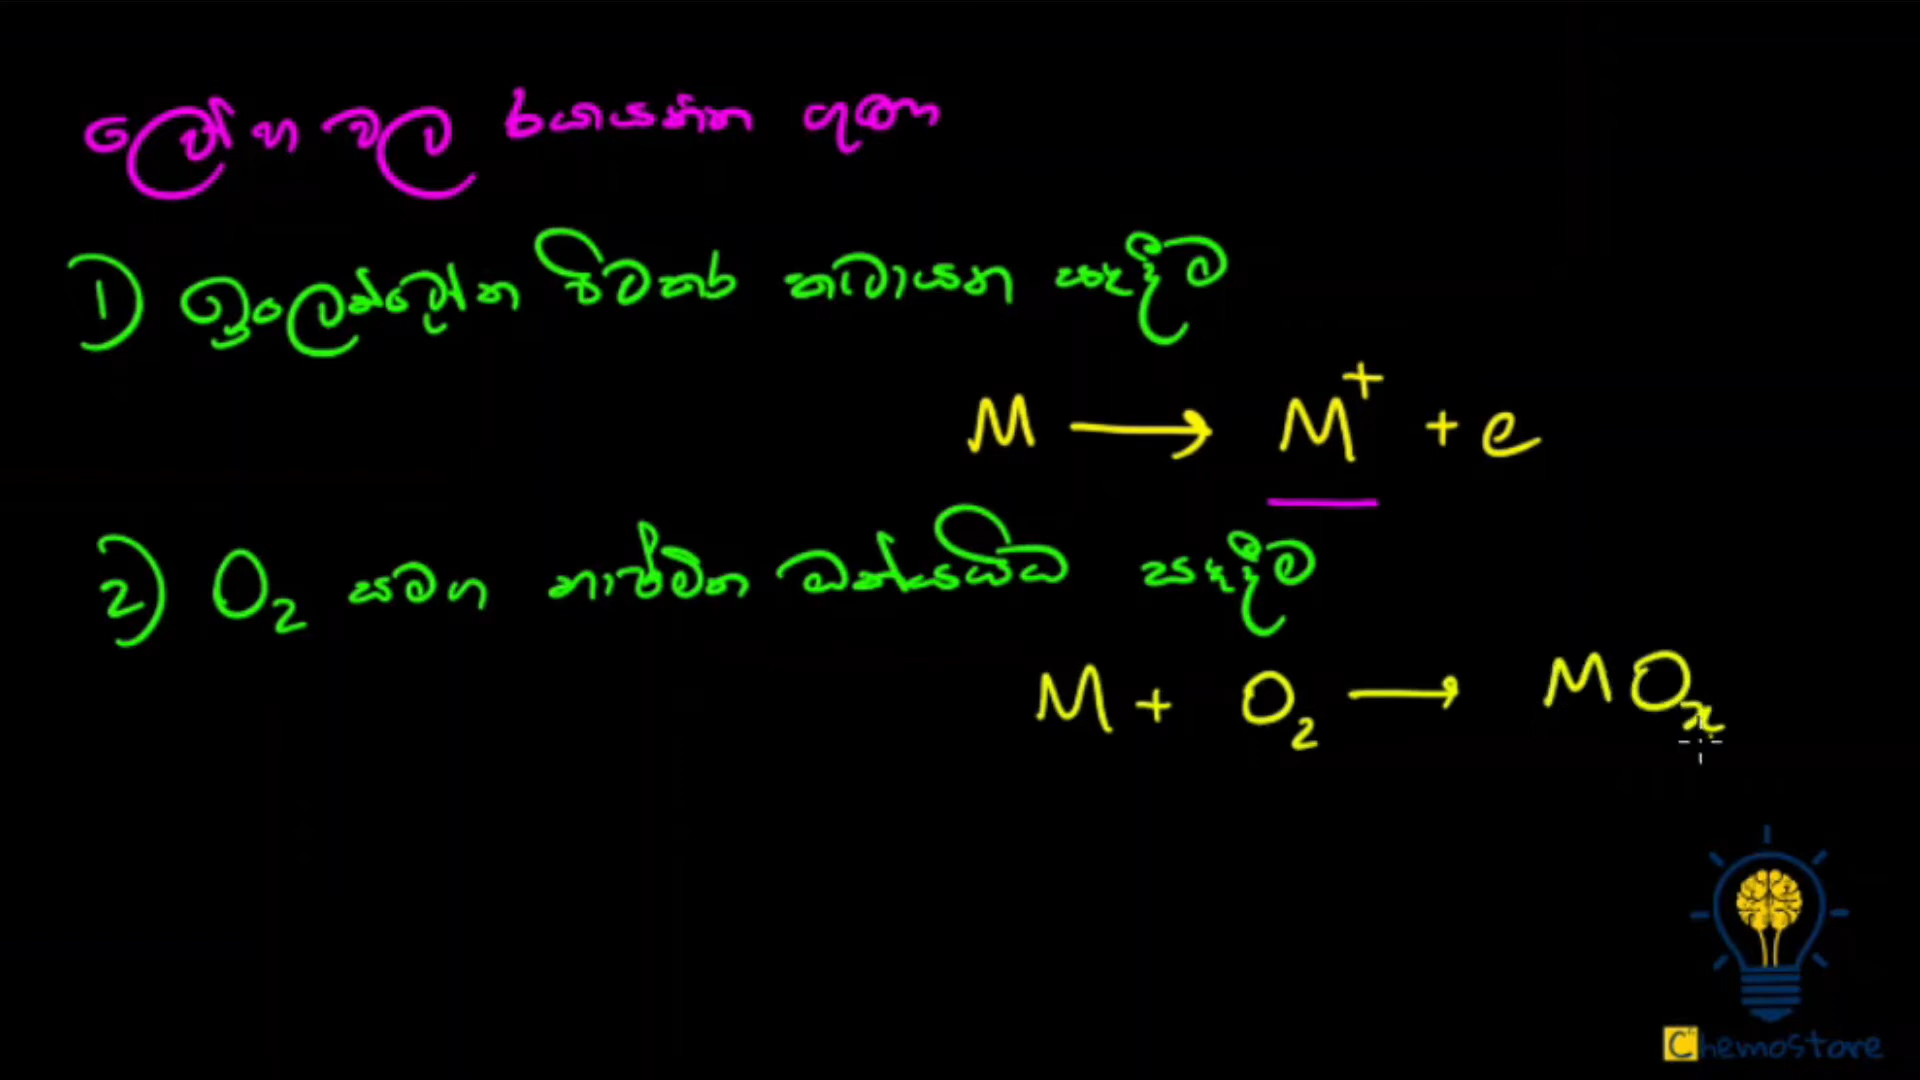 ලෝහ වල රසායනික ගුණ
1) ඉලෙක්ට්‍රෝන පිටකර කැටායන සෑදීම
M ⟶ M⁺ + e
2) O₂ සමග භාෂ්මික ඔක්සයිඩ සෑදීම
M + O₂ ⟶ MOₓ
Chemostore